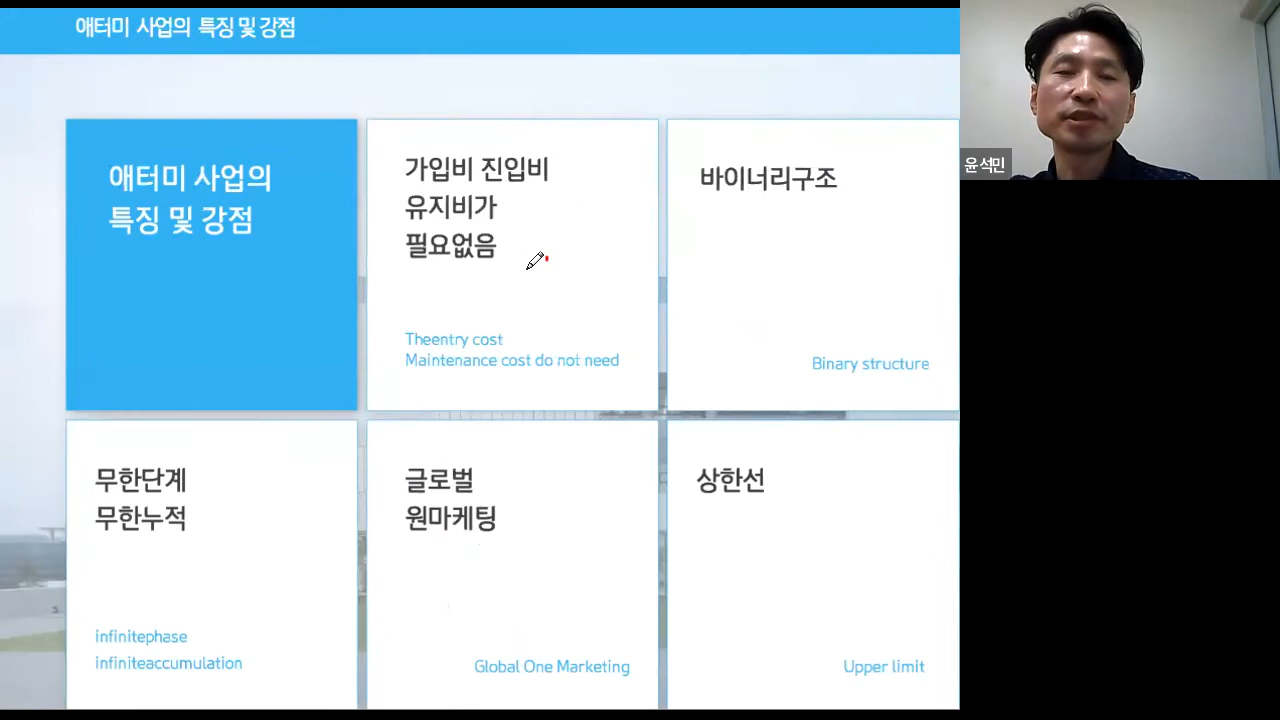 애터미 사업의 특징 및 강점
애터미 사업의
특징 및 강점
가입비 진입비
유지비가
필요없음
Theentry cost
Maintenance cost do not need
바이너리구조
Binary structure
무한단계
무한누적
infinitephase
infiniteaccumulation
글로벌
원마케팅
Global One Marketing
상한선
Upper limit
윤석민